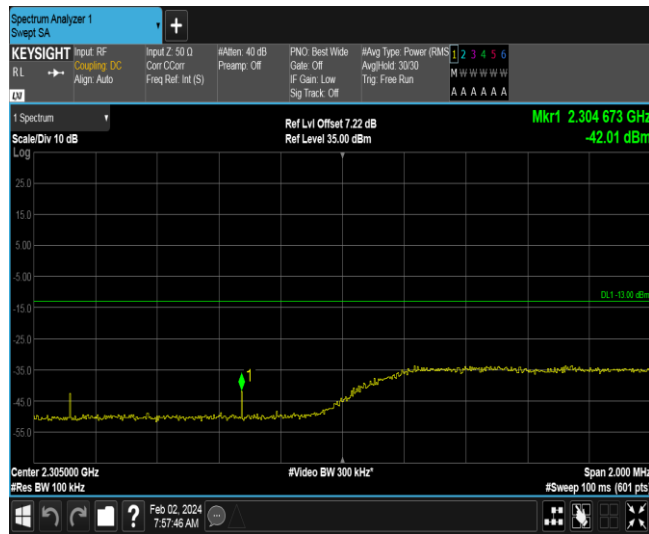 Spectrum Analyzer 1
Swept SA
+
KEYSIGHT
RL
LXI
Input: RF
Coupling: DC
Align: Auto
Input Z: 50 Ω
Corr CCorr
Freq Ref: Int (S)
#Atten: 40 dB
Preamp: Off
PNO: Best Wide
Gate: Off
IF Gain: Low
Sig Track: Off
#Avg Type: Power (RMS
Avg|Hold: 30/30
Trig: Free Run
1 2 3 4 5 6
M W W W W W
A A A A A A
1 Spectrum
Scale/Div 10 dB
Log
Ref Lvl Offset 7.22 dB
Ref Level 35.00 dBm
Mkr1 2.304 673 GHz
-42.01 dBm
25.0
15.0
5.00
-5.00
-15.0
-25.0
-35.0
-45.0
-55.0
DL1 -13.00 dBm
1
Center 2.305000 GHz
#Res BW 100 kHz
#Video BW 300 kHz*
Span 2.000 MHz
#Sweep 100 ms (601 pts
?
Feb 02, 2024
7:57:46 AM